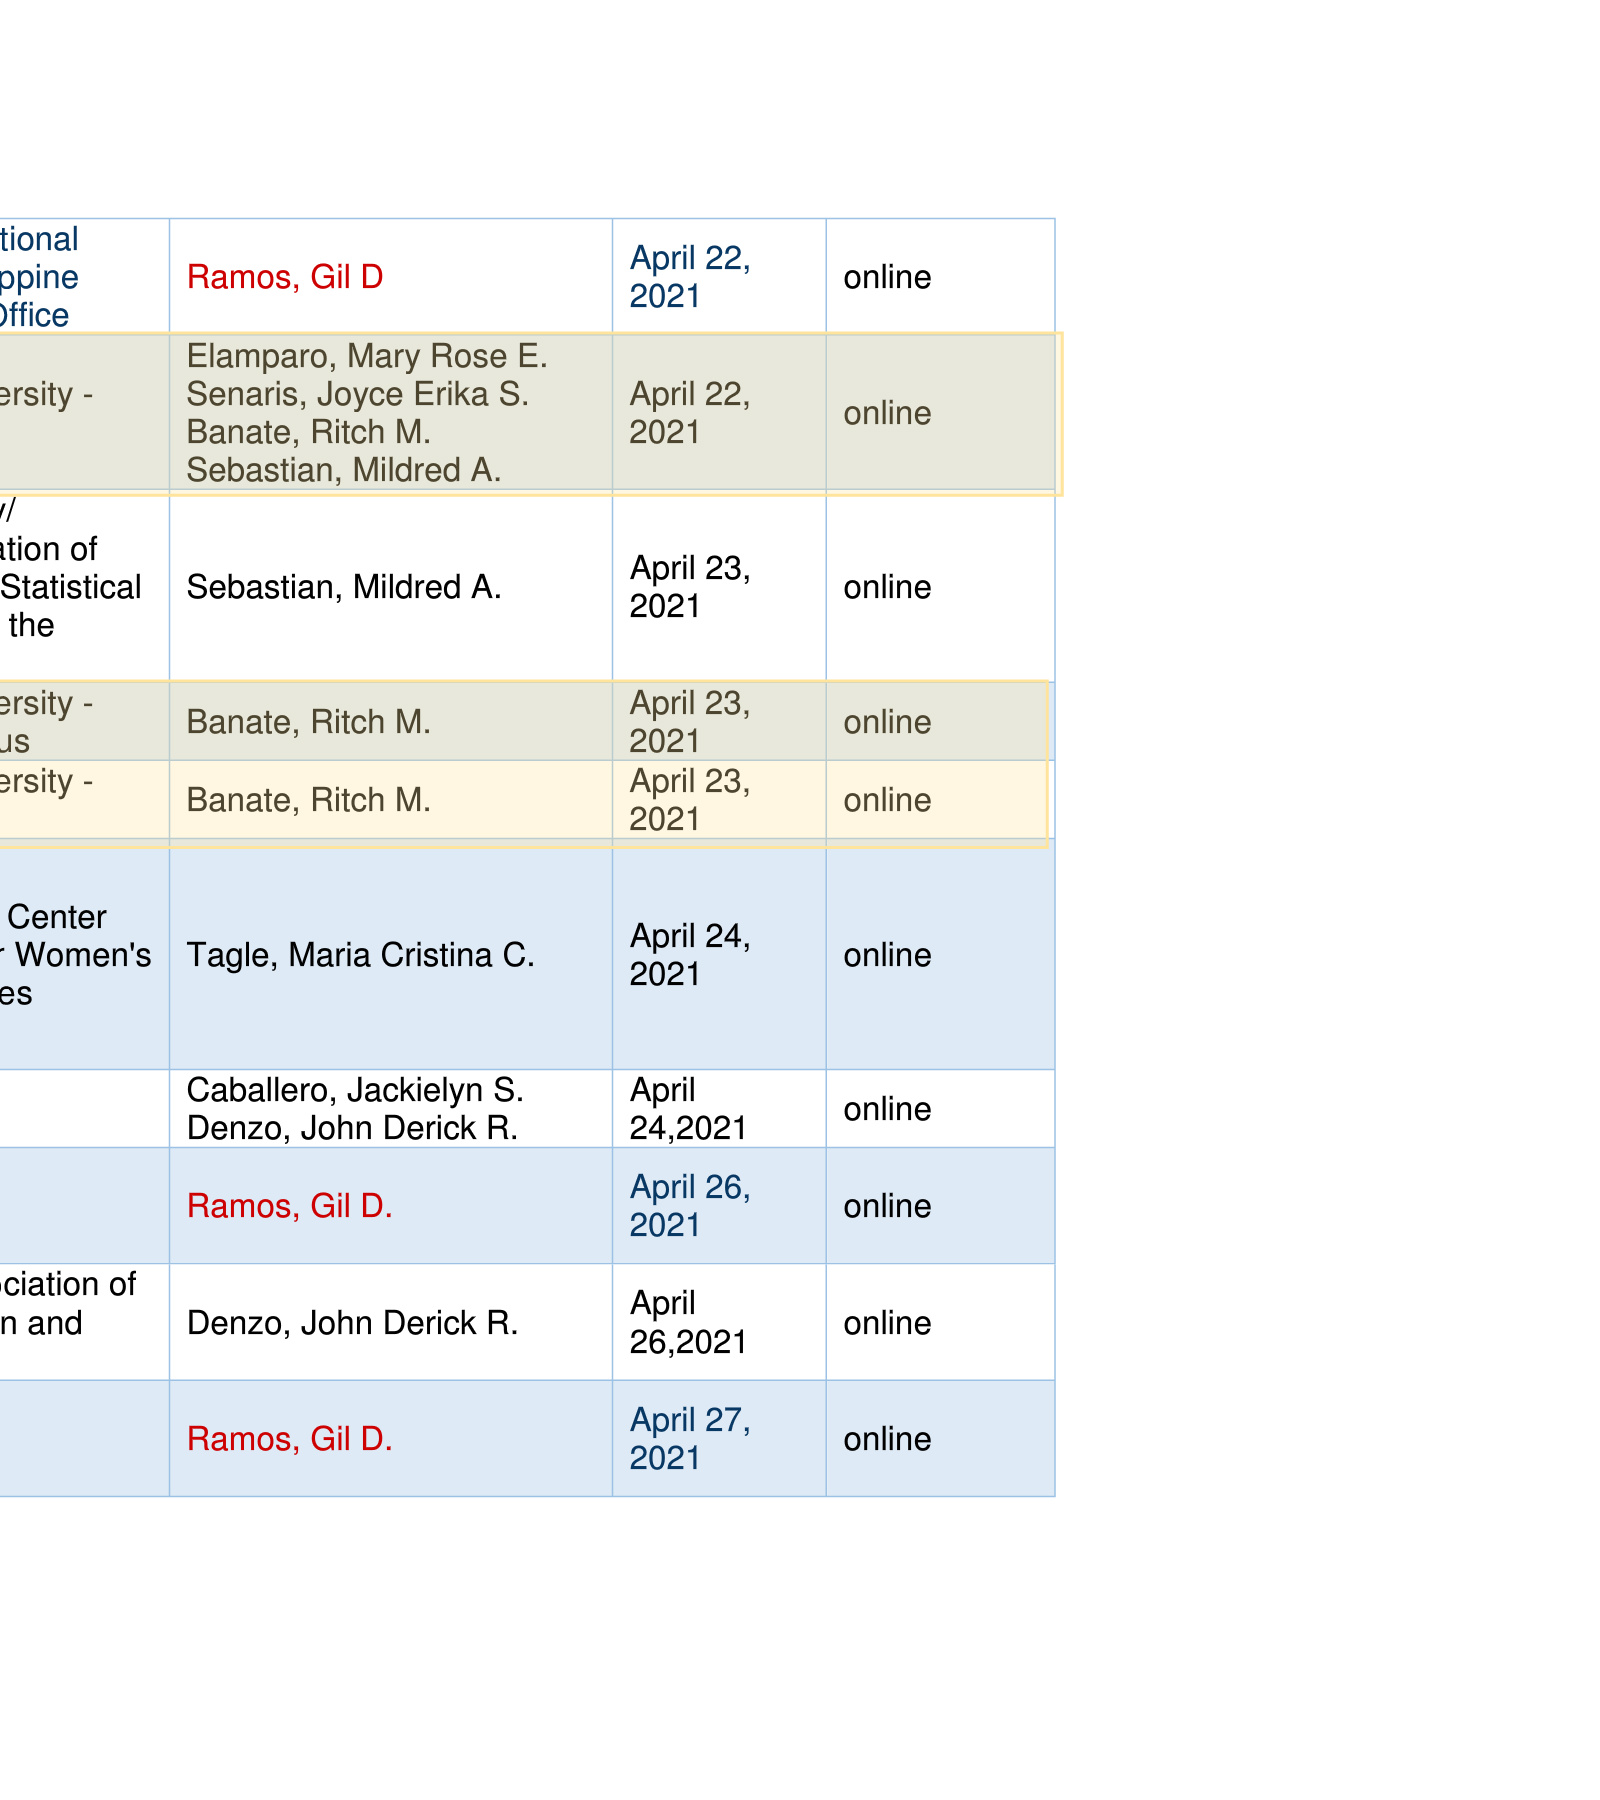 tional
ppine
Office
Ramos, Gil D
April 22,
2021
online
ersity -
Elamparo, Mary Rose E.
Senaris, Joyce Erika S.
Banate, Ritch M.
Sebastian, Mildred A.
April 22,
2021
online
y/
ation of
Statistical
the
Sebastian, Mildred A.
April 23,
2021
online
ersity -
us
Banate, Ritch M.
April 23,
2021
online
ersity -
Banate, Ritch M.
April 23,
2021
online
Center
r Women's
es
Tagle, Maria Cristina C.
April 24,
2021
online
Caballero, Jackielyn S.
Denzo, John Derick R.
April
24,2021
online
Ramos, Gil D.
April 26,
2021
online
ociation of
n and
Denzo, John Derick R.
April
26,2021
online
Ramos, Gil D.
April 27,
2021
online